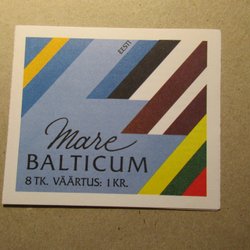 EESTI
Mare
BALTICUM
8 TK. VÄÄRTUS: 1 KR.